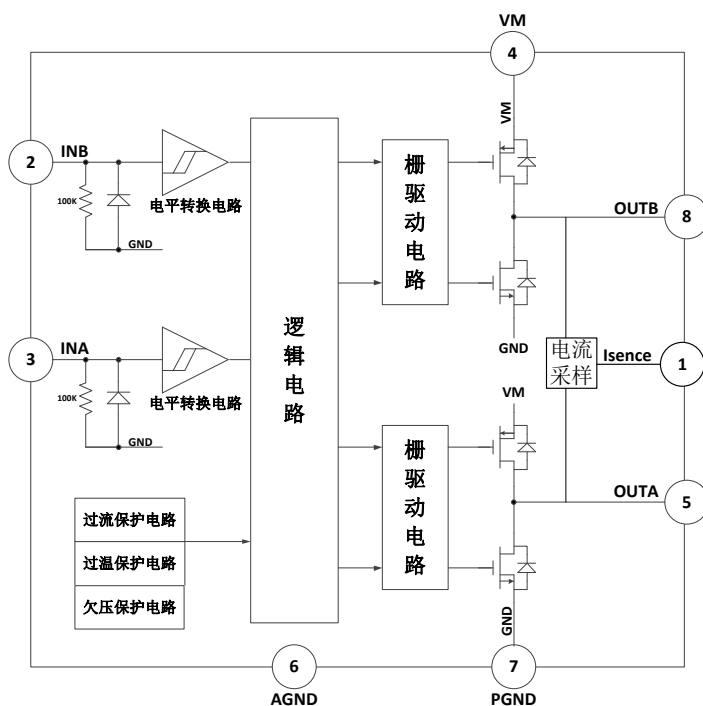 VM
4
VM
2
INB
100K
GND
电平转换电路
栅驱动电路
OUTB
8
GND
3
INA
100K
GND
电平转换电路
逻辑电路
电流
采样
Isence
1
VM
栅驱动电路
OUTA
5
过流保护电路
过温保护电路
欠压保护电路
GND
6
AGND
7
PGND